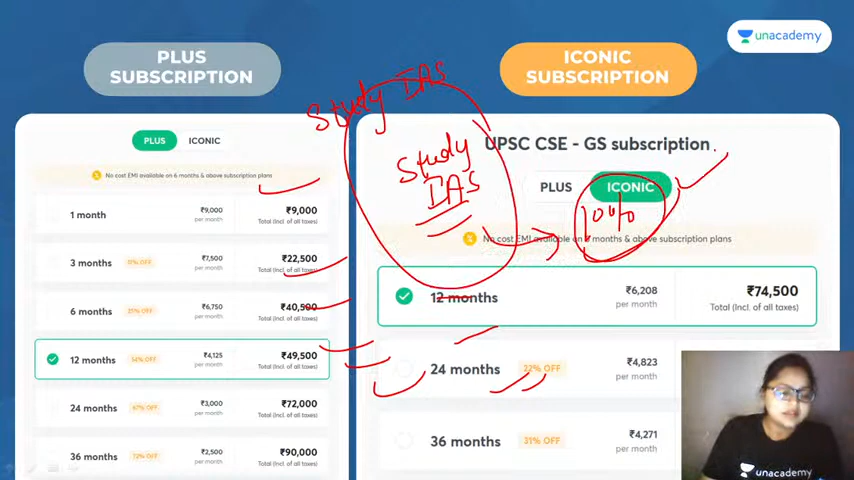 unacademy
PLUS
SUBSCRIPTION
ICONIC
SUBSCRIPTION
PLUS
ICONIC
No cost EMI available on 6 months & above subscription plans
1 month
₹9,000
per month
₹9,000
Total (Incl. of all taxes)
3 months
17% OFF
₹7,500
per month
₹22,500
Total (Incl. of all taxes)
6 months
25% OFF
₹6,750
per month
₹40,500
Total (Incl. of all taxes)
12 months
54% OFF
₹4,125
per month
₹49,500
Total (Incl. of all taxes)
24 months
67% OFF
₹3,000
per month
₹72,000
Total (Incl. of all taxes)
36 months
72% OFF
₹2,500
per month
₹90,000
Total (Incl. of all taxes)
Study IAS
Study
IAS
UPSC CSE - GS subscription
PLUS
ICONIC
10%
No cost EMI available on months & above subscription plans
12 months
₹6,208
per month
₹74,500
Total (Incl. of all taxes)
24 months
22% OFF
₹4,823
per month
36 months
31% OFF
₹4,271
per month
unacademy